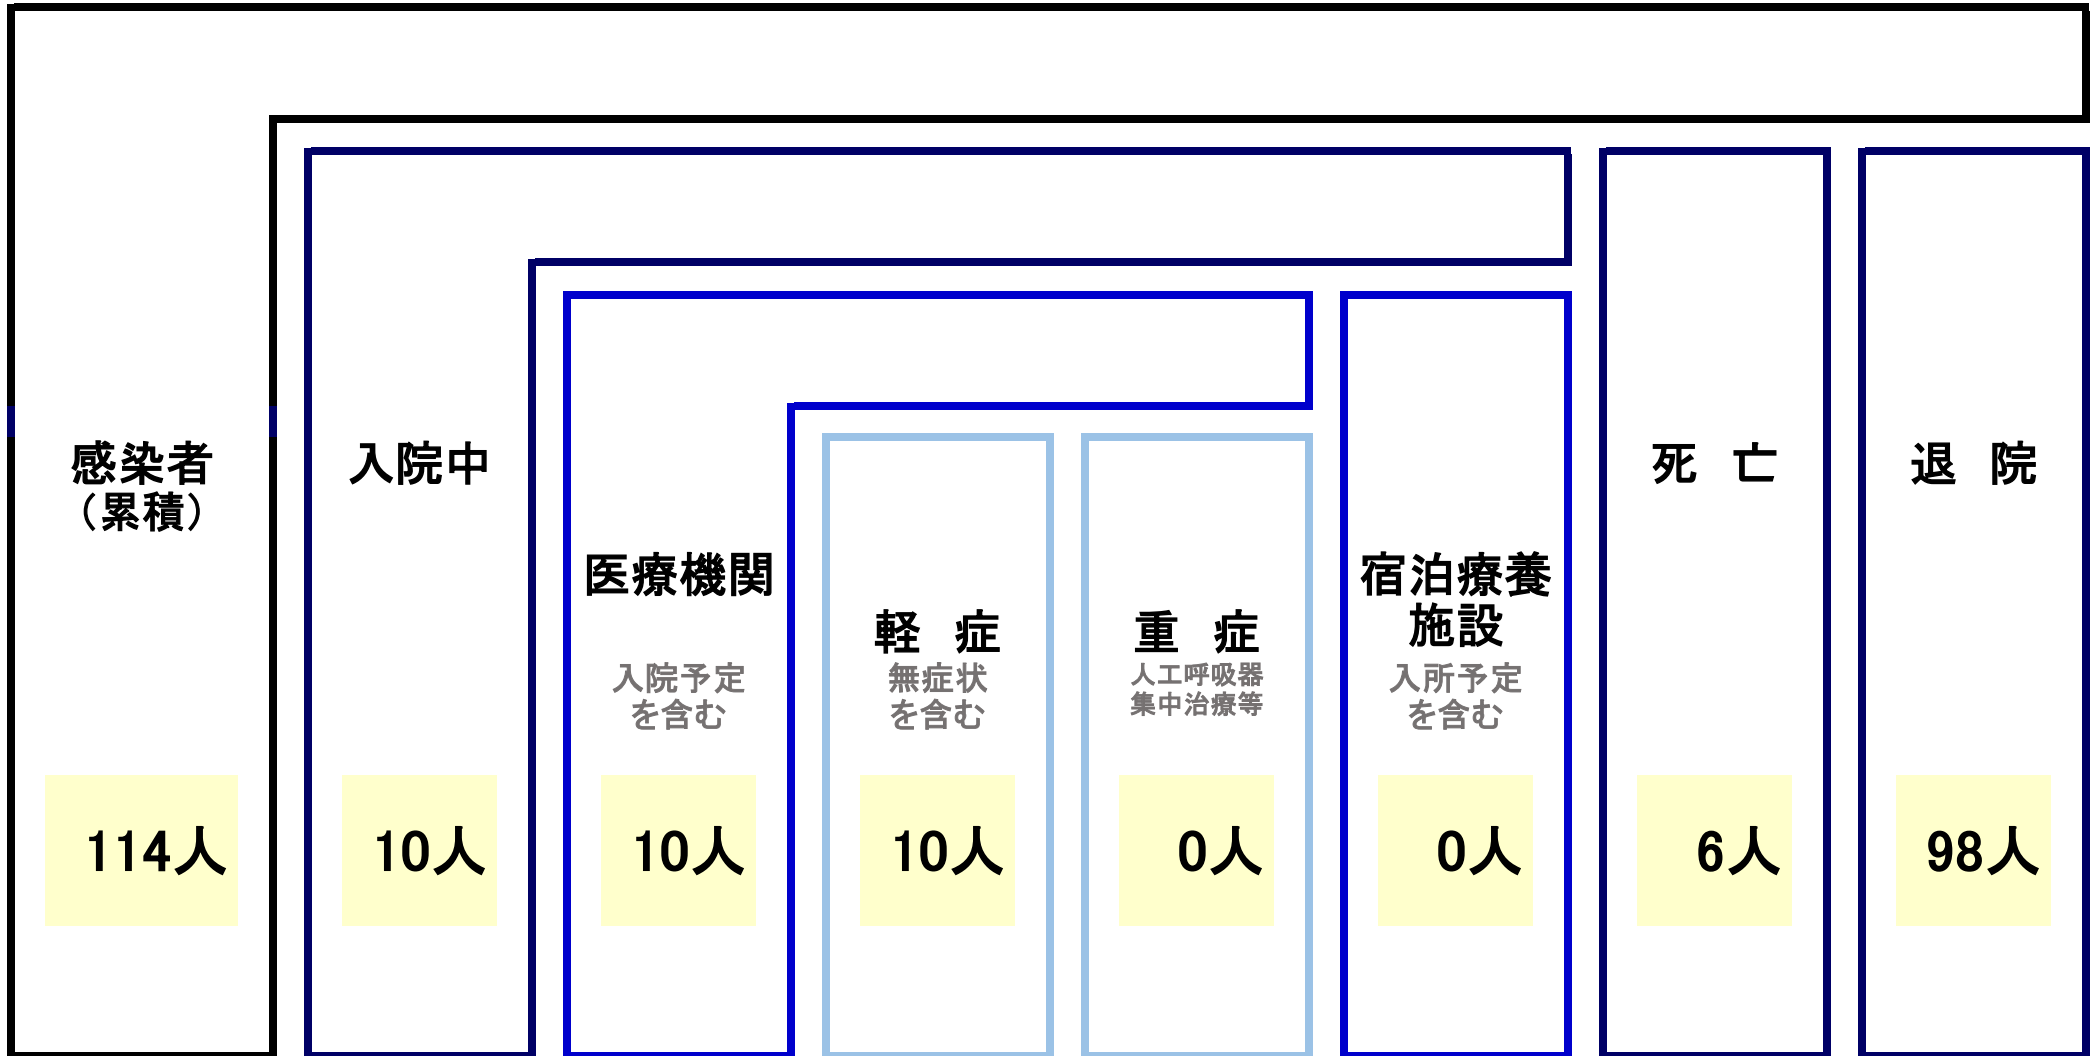 感染者
（累積）
114人
入院中
10人
医療機関
入院予定
を含む
10人
軽　症
無症状
を含む
10人
重　症
人工呼吸器
集中治療等
0人
宿泊療養
施設
入所予定
を含む
0人
死　亡
6人
退　院
98人